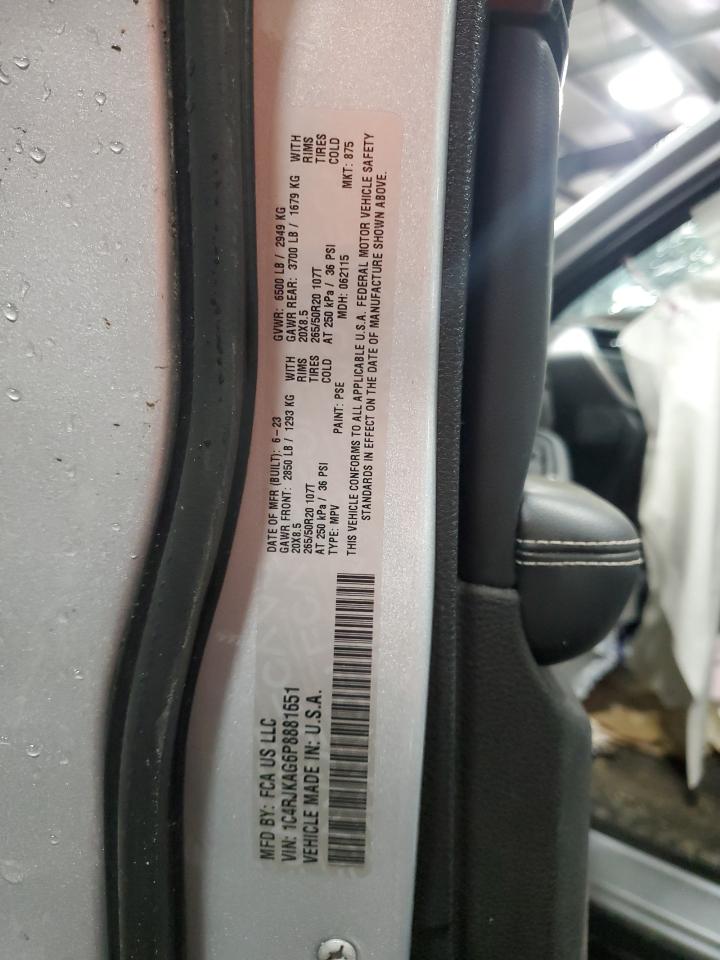 MFD BY: FCA US LLC
VIN: 1C4RJKAG6P8881651
VEHICLE MADE IN: U.S.A.
DATE OF MFR (BUILT): 6-23 GVWR: 6500 LB / 2949 KG
GAWR FRONT: 2850 LB / 1293 KG WITH GAWR REAR: 3700 LB / 1679 KG WITH
20X8.5 RIMS 20X8.5 RIMS
265/50R20 107T TIRES 265/50R20 107T TIRES
AT 250 kPa / 36 PSI COLD AT 250 kPa / 36 PSI COLD
TYPE: MPV PAINT: PSE MDH: 062115 MKT: 875
THIS VEHICLE CONFORMS TO ALL APPLICABLE U.S.A. FEDERAL MOTOR VEHICLE SAFETY
STANDARDS IN EFFECT ON THE DATE OF MANUFACTURE SHOWN ABOVE.